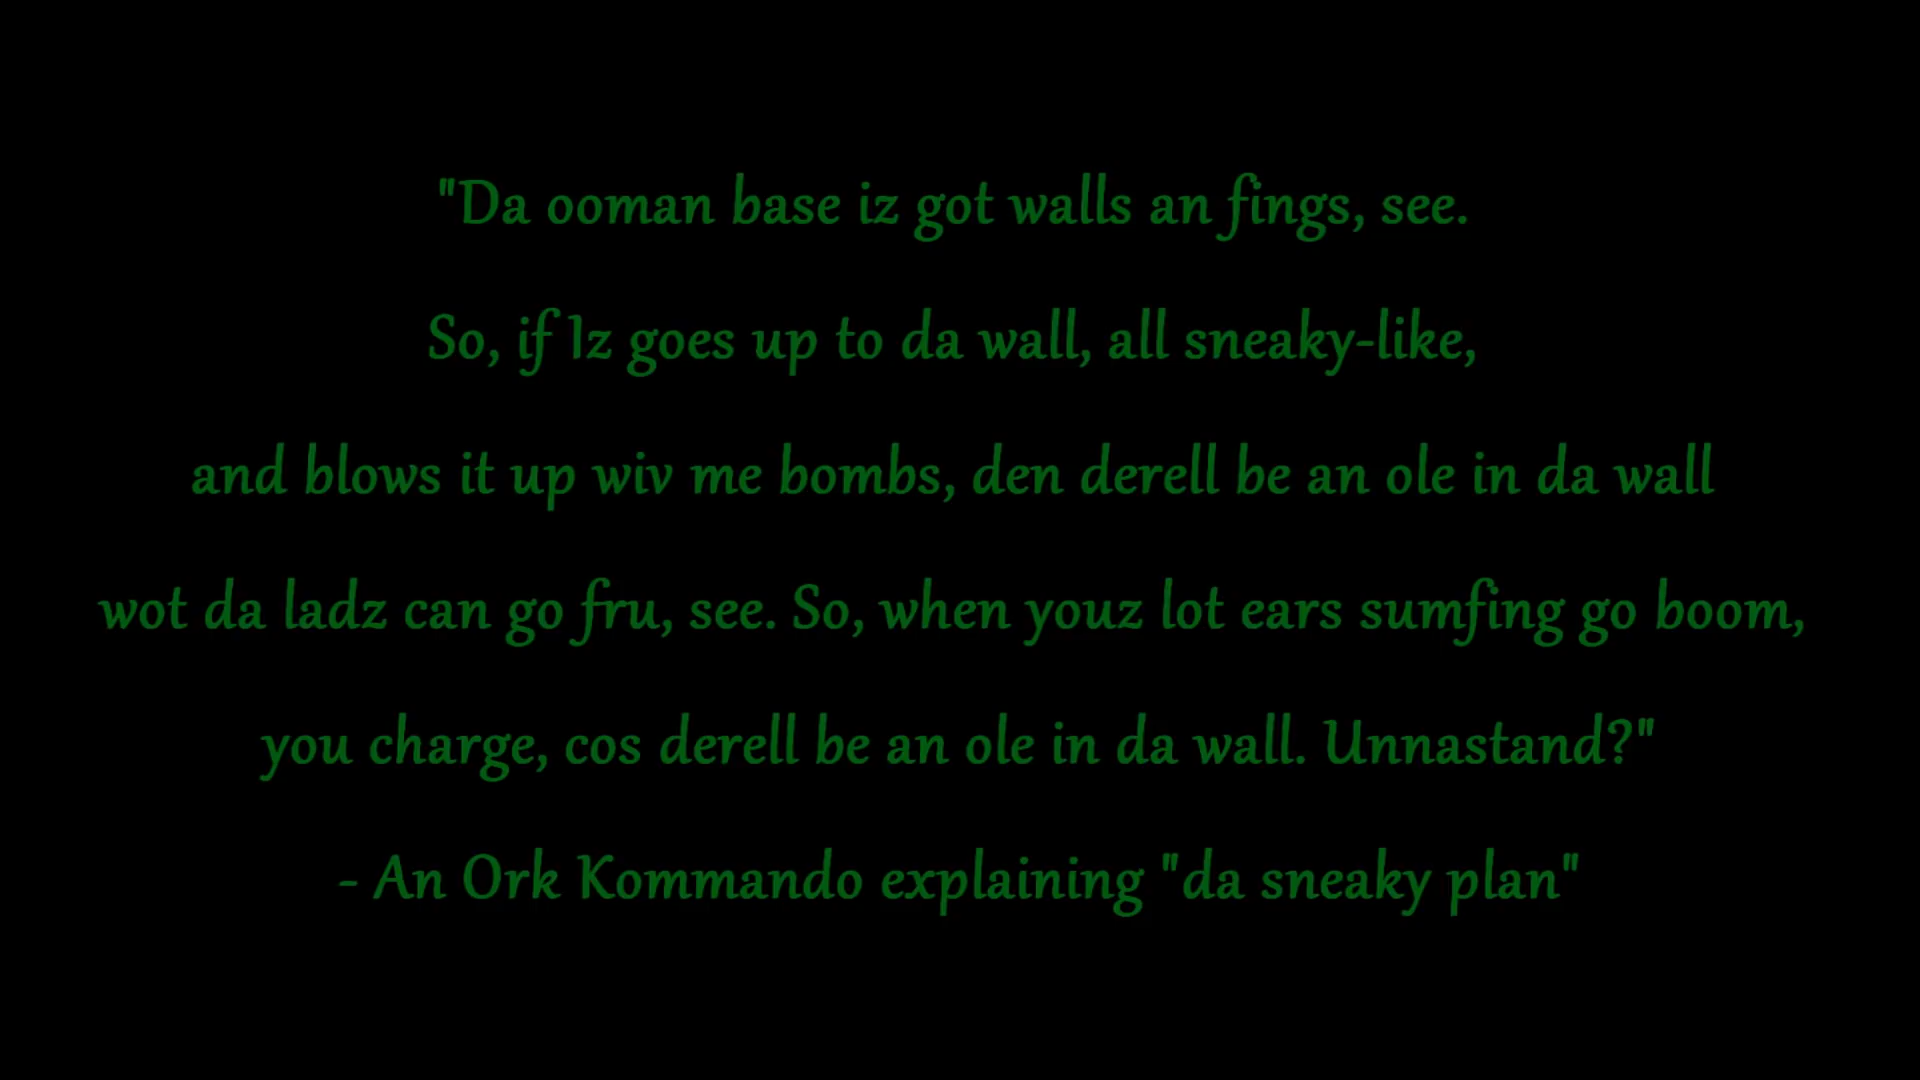 "Da ooman base iz got walls an fings, see.
So, if Iz goes up to da wall, all sneaky-like,
and blows it up wiv me bombs, den derell be an ole in da wall
wot da ladz can go fru, see. So, when youz lot ears sumfing go boom,
you charge, cos derell be an ole in da wall. Unnastand?"
- An Ork Kommando explaining "da sneaky plan"